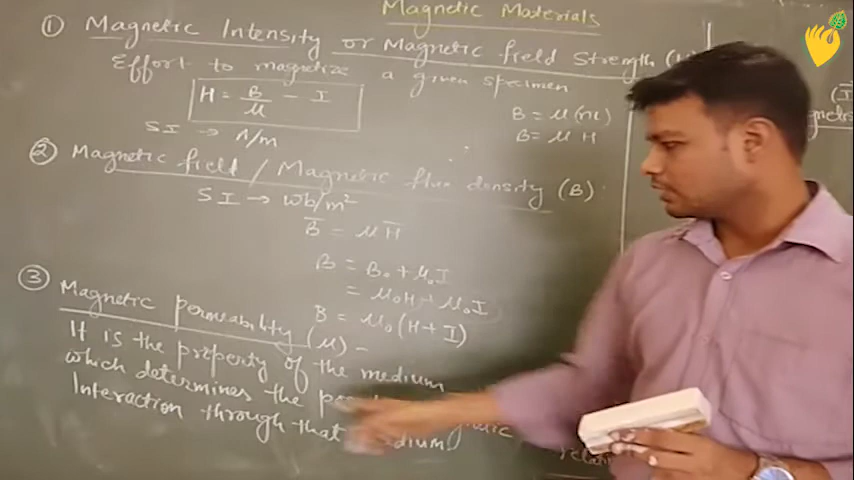 Magnetic Materials
① Magnetic Intensity or Magnetic field Strength
Effort to magnetize a given specimen
H = B/μ - I
SI → A/m
B = μ(nI)
B = μ H
② Magnetic field / Magnetic flux density (B)
SI → wb/m²
B = μH
B = B₀ + μ₀I
= μ₀H + μ₀I
B = μ₀(H + I)
③ Magnetic permeability (μ) -
It is the property of the medium
which determines the
Interaction through that